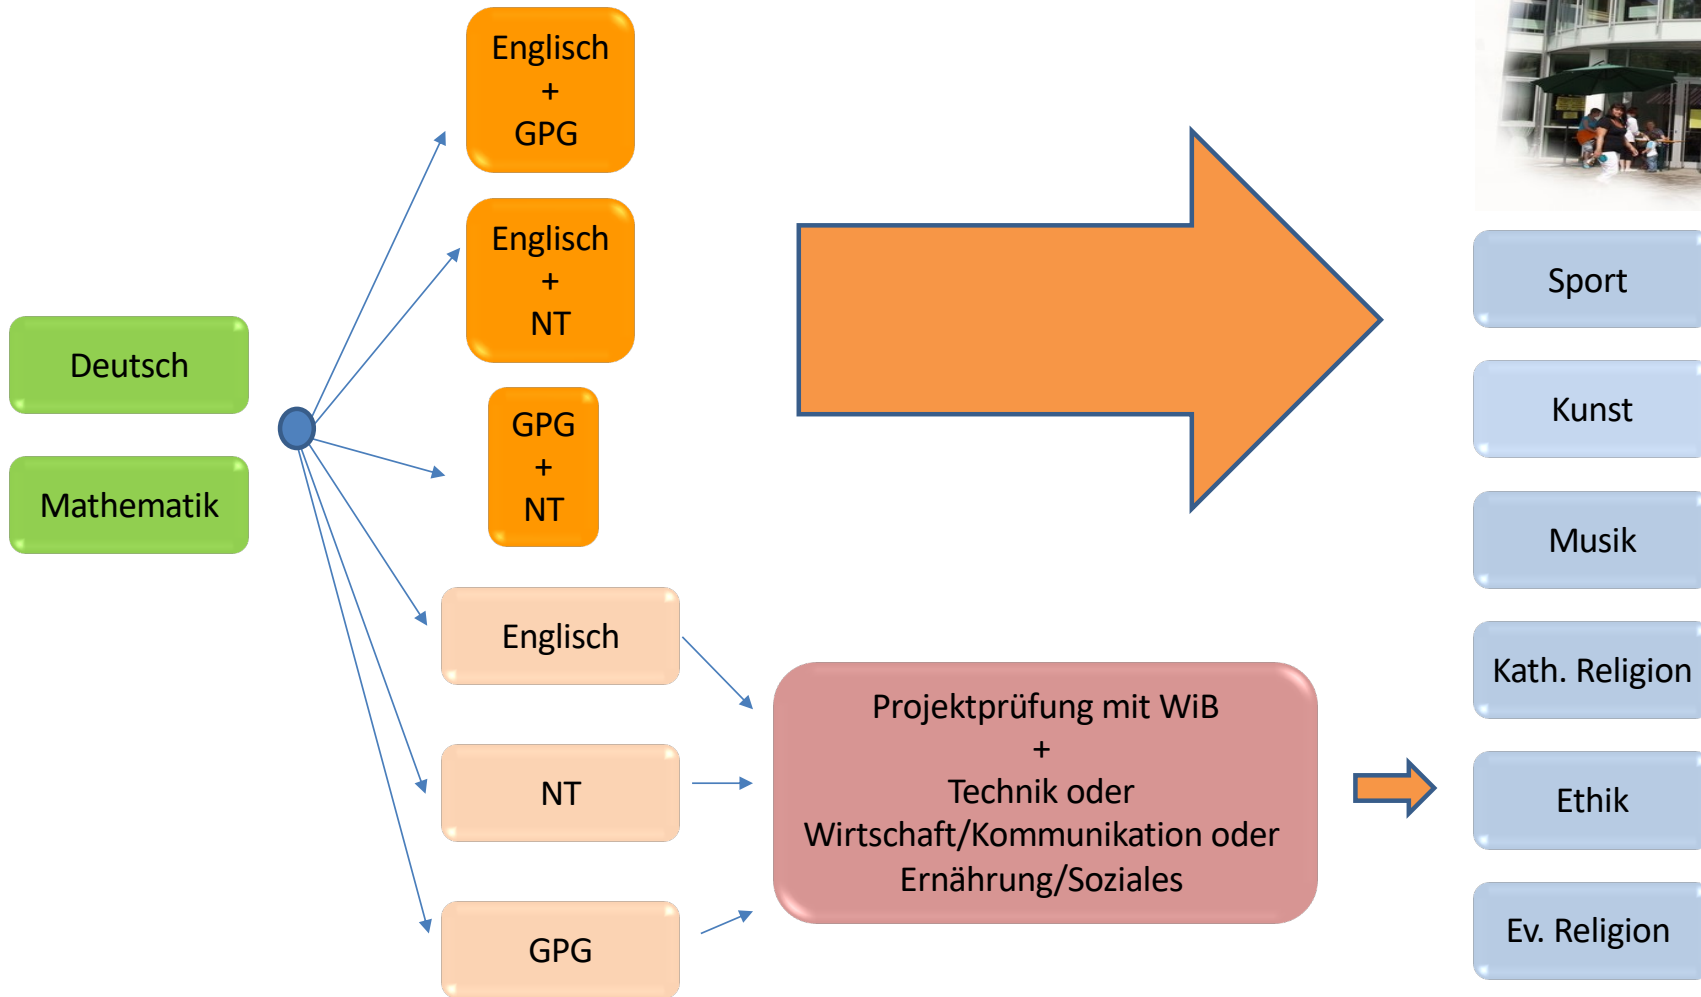 Deutsch
Mathematik
Englisch
+
GPG
Englisch
+
NT
GPG
+
NT
Englisch
NT
GPG
Projektprüfung mit WiB
+
Technik oder
Wirtschaft/Kommunikation oder
Ernährung/Soziales
Sport
Kunst
Musik
Kath. Religion
Ethik
Ev. Religion